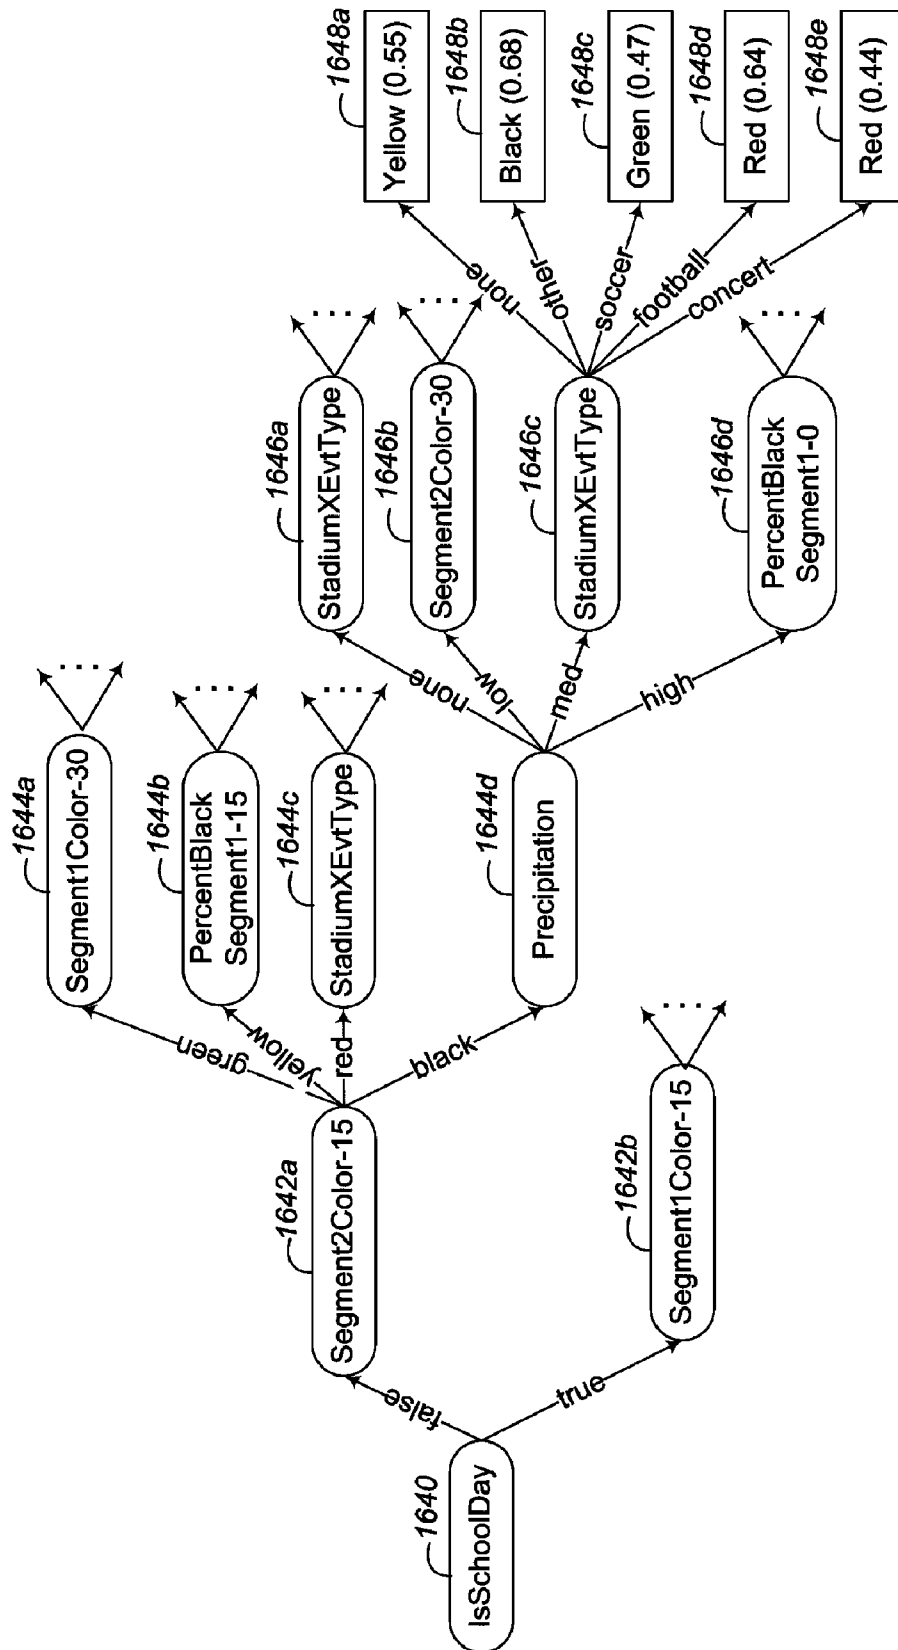 1640
IsSchoolDay
false
true
1642a
Segment2Color-15
1642b
Segment1Color-15
green
yellow
red
black
1644a
Segment1Color-30
1644b
PercentBlack
Segment1-15
1644c
StadiumXEvtType
1644d
Precipitation
none
low
med
high
1646a
StadiumXEvtType
1646b
Segment2Color-30
1646c
StadiumXEvtType
1646d
PercentBlack
Segment1-0
none
other
soccer
football
concert
1648a
Yellow (0.55)
1648b
Black (0.68)
1648c
Green (0.47)
1648d
Red (0.64)
1648e
Red (0.44)